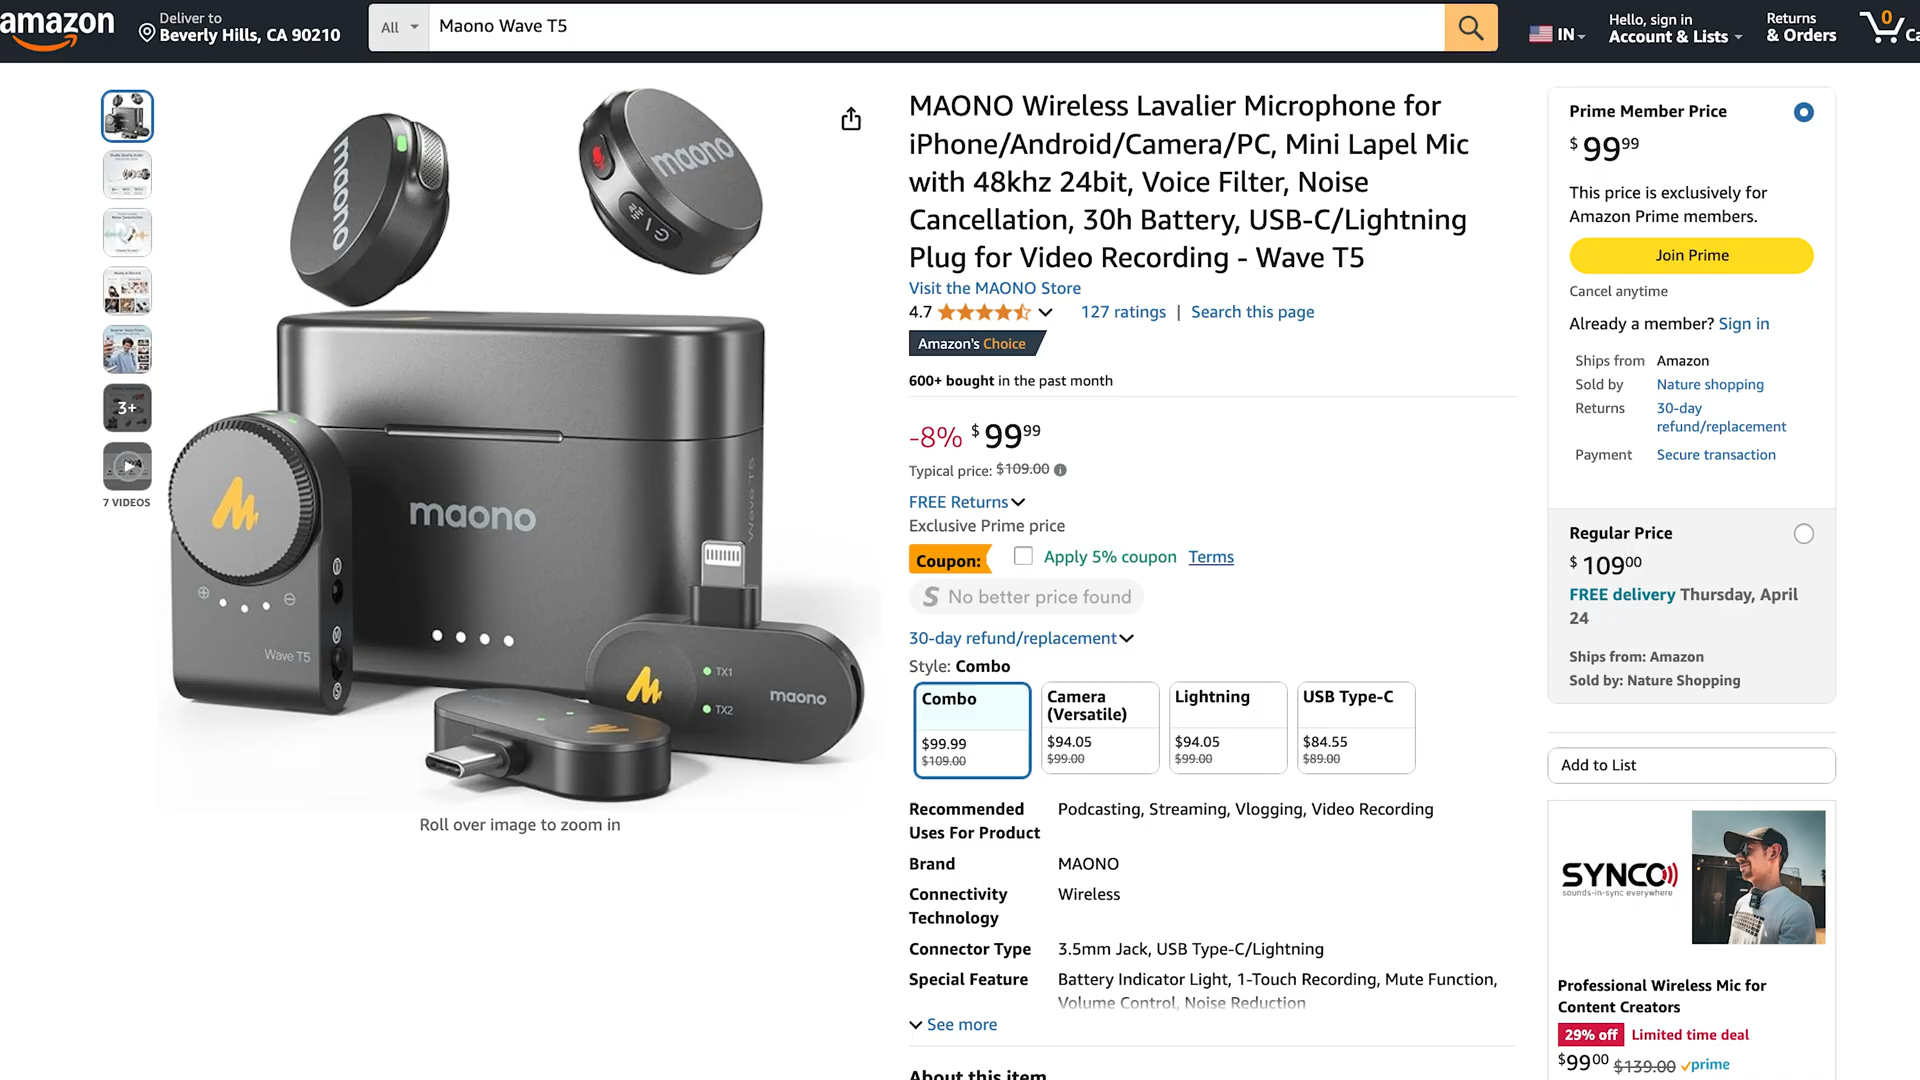 amazon
Deliver to
Beverly Hills, CA 90210
All
Maono Wave T5
IN
Hello, sign in
Account & Lists
Returns
& Orders
0
Ca
MAONO Wireless Lavalier Microphone for
iPhone/Android/Camera/PC, Mini Lapel Mic
with 48khz 24bit, Voice Filter, Noise
Cancellation, 30h Battery, USB-C/Lightning
Plug for Video Recording - Wave T5
Visit the MAONO Store
4.7
127 ratings | Search this page
Amazon's Choice
600+ bought in the past month
-8% $99 99
Typical price: $109.00
FREE Returns
Exclusive Prime price
Coupon: Apply 5% coupon Terms
S No better price found
30-day refund/replacement
Style: Combo
Combo
$99.99
$109.00
Camera
(Versatile)
$94.05
$99.00
Lightning
$94.05
$99.00
USB Type-C
$84.55
$89.00
Recommended
Uses For Product
Podcasting, Streaming, Vlogging, Video Recording
Brand
MAONO
Connectivity
Technology
Wireless
Connector Type
3.5mm Jack, USB Type-C/Lightning
Special Feature
Battery Indicator Light, 1-Touch Recording, Mute Function,
Volume Control, Noise Reduction
See more
About this item
maono
maono
maono
Wave T5
Wave T5
TX1
TX2
maono
3+
7 VIDEOS
Roll over image to zoom in
Prime Member Price
$99 99
This price is exclusively for
Amazon Prime members.
Join Prime
Cancel anytime
Already a member? Sign in
Ships from Amazon
Sold by Nature shopping
Returns 30-day
refund/replacement
Payment Secure transaction
Regular Price
$109 00
FREE delivery Thursday, April
24
Ships from: Amazon
Sold by: Nature Shopping
Add to List
SYNCO
sounds-in-sync everywhere
Professional Wireless Mic for
Content Creators
29% off Limited time deal
$99 00 $139.00 prime